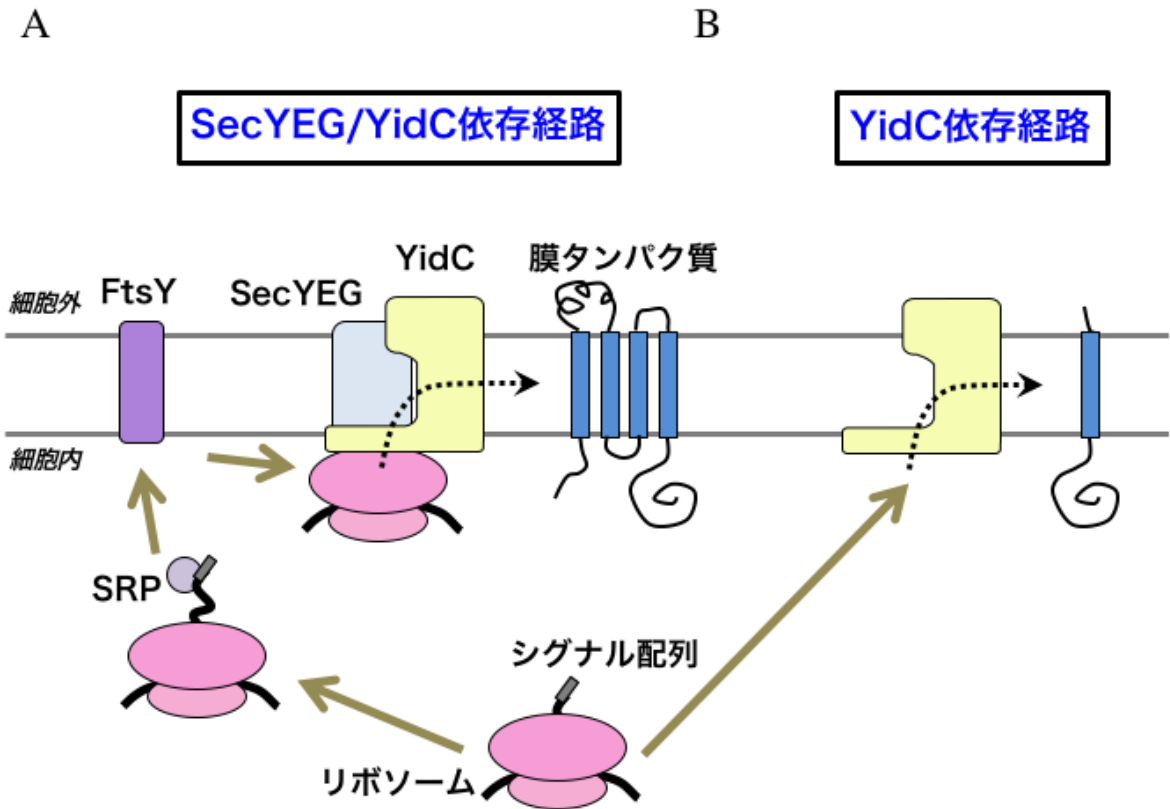 A
B
SecYEG/YidC依存経路
YidC依存経路
YidC
膜タンパク質
細胞外
FtsY
SecYEG
細胞内
SRP
シグナル配列
リボソーム